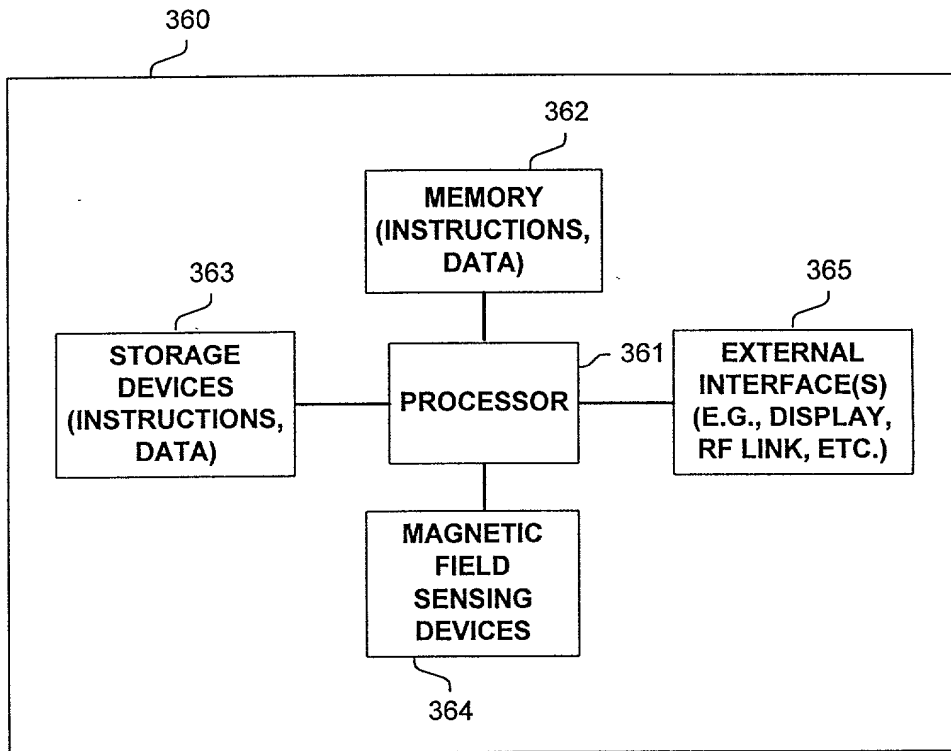 360
362
MEMORY
(INSTRUCTIONS,
DATA)
363
STORAGE
DEVICES
(INSTRUCTIONS,
DATA)
361
PROCESSOR
365
EXTERNAL
INTERFACE(S)
(E.G., DISPLAY,
RF LINK, ETC.)
MAGNETIC
FIELD
SENSING
DEVICES
364